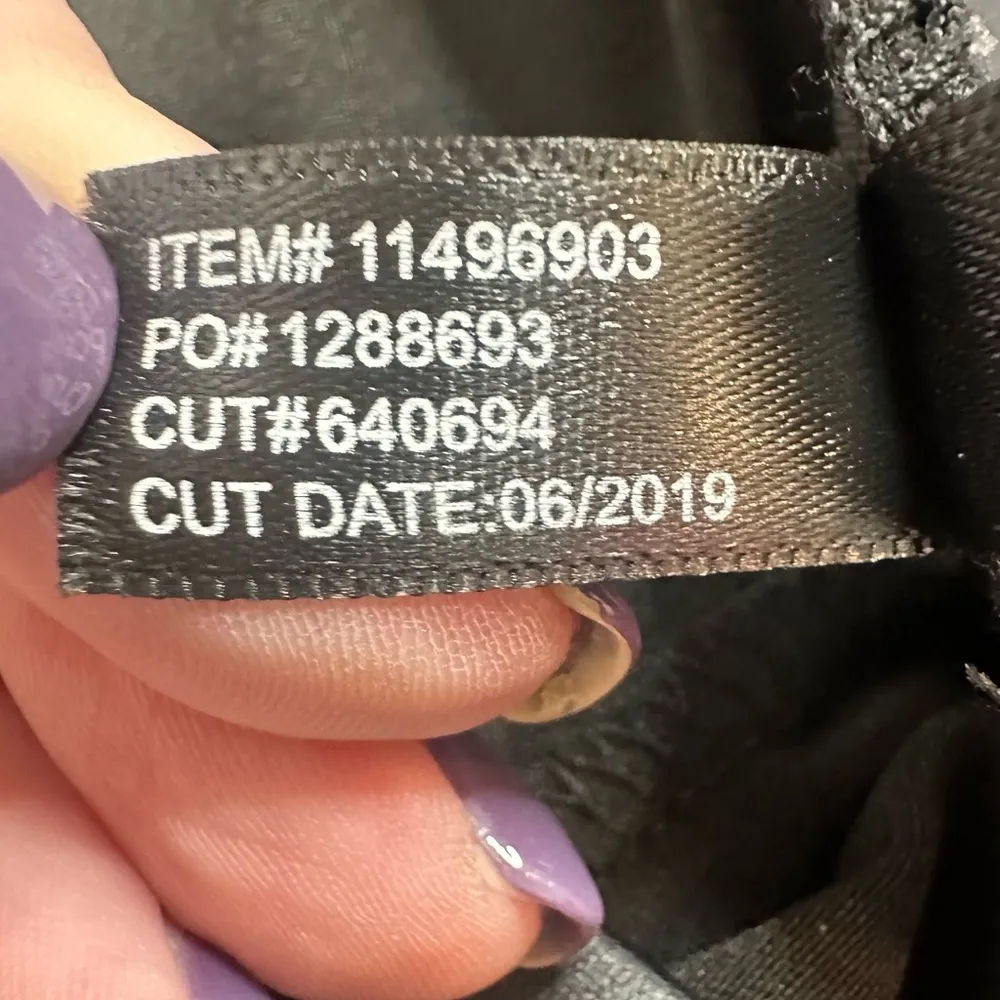 ITEM# 11496903
PO# 1288693
CUT#640694
CUT DATE:06/2019